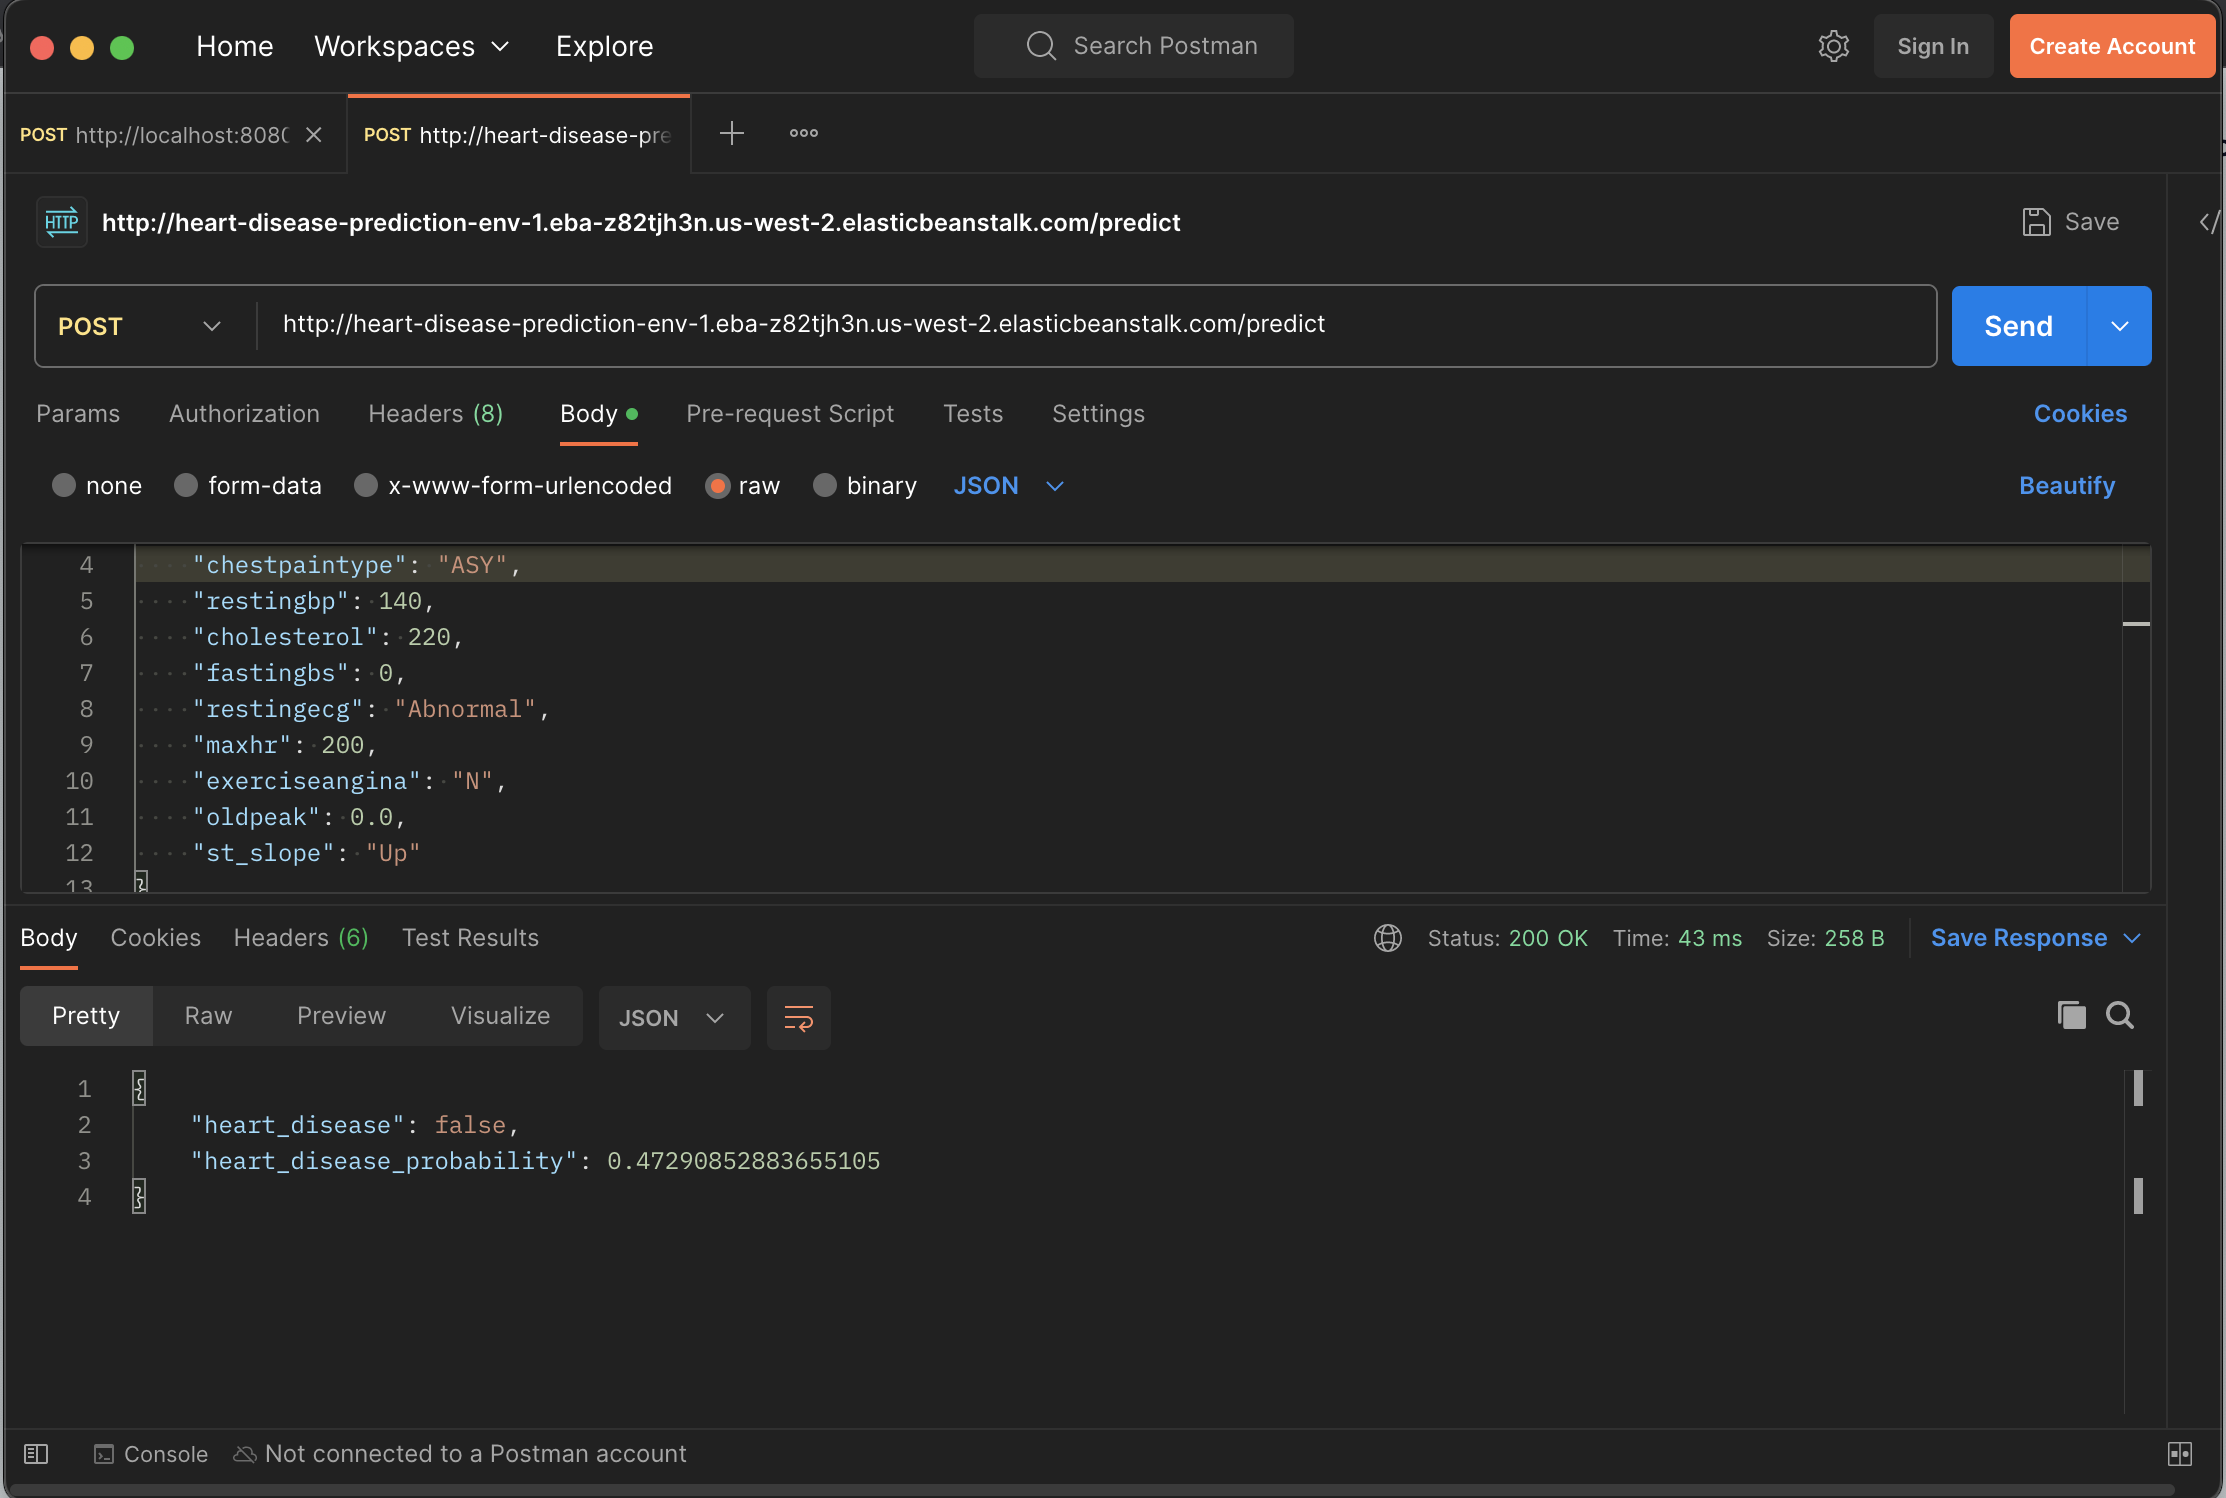 Home Workspaces Explore Search Postman Sign In Create Account
POST http://localhost:8080 POST http://heart-disease-pre
HTTP http://heart-disease-prediction-env-1.eba-z82tjh3n.us-west-2.elasticbeanstalk.com/predict Save </
POST http://heart-disease-prediction-env-1.eba-z82tjh3n.us-west-2.elasticbeanstalk.com/predict Send
Params Authorization Headers (8) Body Pre-request Script Tests Settings Cookies
none form-data x-www-form-urlencoded raw binary JSON Beautify
4 "chestpaintype": "ASY",
5 "restingbp": 140,
6 "cholesterol": 220,
7 "fastingbs": 0,
8 "restingecg": "Abnormal",
9 "maxhr": 200,
10 "exerciseangina": "N",
11 "oldpeak": 0.0,
12 "st_slope": "Up"
13 }
Body Cookies Headers (6) Test Results Status: 200 OK Time: 43 ms Size: 258 B Save Response
Pretty Raw Preview Visualize JSON
1 {
2 "heart_disease": false,
3 "heart_disease_probability": 0.47290852883655105
4 }
Console Not connected to a Postman account